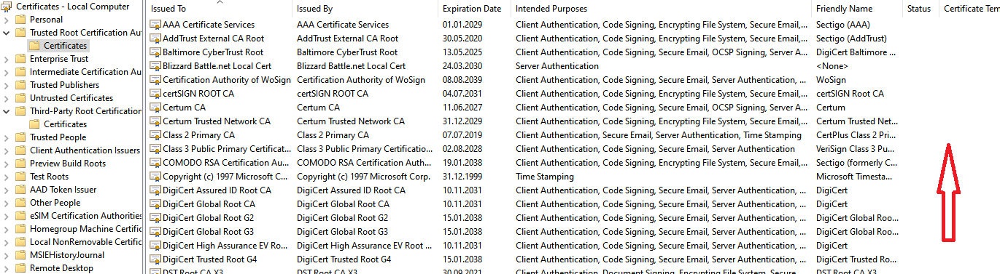 Certificates - Local Computer
Personal
Trusted Root Certification Au
Certificates
Enterprise Trust
Intermediate Certification Au
Trusted Publishers
Untrusted Certificates
Third-Party Root Certification
Certificates
Trusted People
Client Authentication Issuers
Preview Build Roots
Test Roots
AAD Token Issuer
Other People
eSIM Certification Authorities
Homegroup Machine Certific
Local NonRemovable Certific
MSIEHistoryJournal
Remote Desktop
Issued To Issued By Expiration Date Intended Purposes Friendly Name Status Certificate Tem
AAA Certificate Services AAA Certificate Services 01.01.2029 Client Authentication, Code Signing, Encrypting File System, Secure Email,... Sectigo (AAA)
AddTrust External CA Root AddTrust External CA Root 30.05.2020 Client Authentication, Code Signing, Encrypting File System, Secure Email,... Sectigo (AddTrust)
Baltimore CyberTrust Root Baltimore CyberTrust Root 13.05.2025 Client Authentication, Code Signing, Secure Email, OCSP Signing, Server A... DigiCert Baltimore ...
Blizzard Battle.net Local Cert Blizzard Battle.net Local Cert 24.03.2030 Server Authentication <None>
Certification Authority of WoSign Certification Authority of WoSign 08.08.2039 Client Authentication, Code Signing, Secure Email, Server Authentication, ... WoSign
certSIGN ROOT CA certSIGN ROOT CA 04.07.2031 Client Authentication, Code Signing, Encrypting File System, Secure Email,... certSIGN Root CA
Certum CA Certum CA 11.06.2027 Client Authentication, Code Signing, Secure Email, OCSP Signing, Server A... Certum
Certum Trusted Network CA Certum Trusted Network CA 31.12.2029 Client Authentication, Code Signing, Encrypting File System, Secure Email,... Certum Trusted Net...
Class 2 Primary CA Class 2 Primary CA 07.07.2019 Client Authentication, Secure Email, Server Authentication, Time Stamping CertPlus Class 2 Pri...
Class 3 Public Primary Certificat... Class 3 Public Primary Certificatio... 02.08.2028 Client Authentication, Code Signing, Secure Email, Server Authentication VeriSign Class 3 Pu...
COMODO RSA Certification Au... COMODO RSA Certification Auth... 19.01.2038 Client Authentication, Code Signing, Encrypting File System, Secure Email,... Sectigo (formerly C...
Copyright (c) 1997 Microsoft C... Copyright (c) 1997 Microsoft Corp. 31.12.1999 Time Stamping Microsoft Timesta...
DigiCert Assured ID Root CA DigiCert Assured ID Root CA 10.11.2031 Client Authentication, Code Signing, Secure Email, Server Authentication, ... DigiCert
DigiCert Global Root CA DigiCert Global Root CA 10.11.2031 Client Authentication, Code Signing, Secure Email, Server Authentication, ... DigiCert
DigiCert Global Root G2 DigiCert Global Root G2 15.01.2038 Client Authentication, Code Signing, Secure Email, Server Authentication, ... DigiCert Global Roo...
DigiCert Global Root G3 DigiCert Global Root G3 15.01.2038 Client Authentication, Code Signing, Secure Email, Server Authentication, ... DigiCert Global Roo...
DigiCert High Assurance EV Ro... DigiCert High Assurance EV Root ... 10.11.2031 Client Authentication, Code Signing, Secure Email, Server Authentication, ... DigiCert
DigiCert Trusted Root G4 DigiCert Trusted Root G4 15.01.2038 Client Authentication, Code Signing, Secure Email, Server Authentication, ... DigiCert Trusted Ro...
DST Root CA X3 DST Root CA X3 30.09.2021 Client Authentication, Document Signing, Encrypting File System, Secure DST Root CA X3